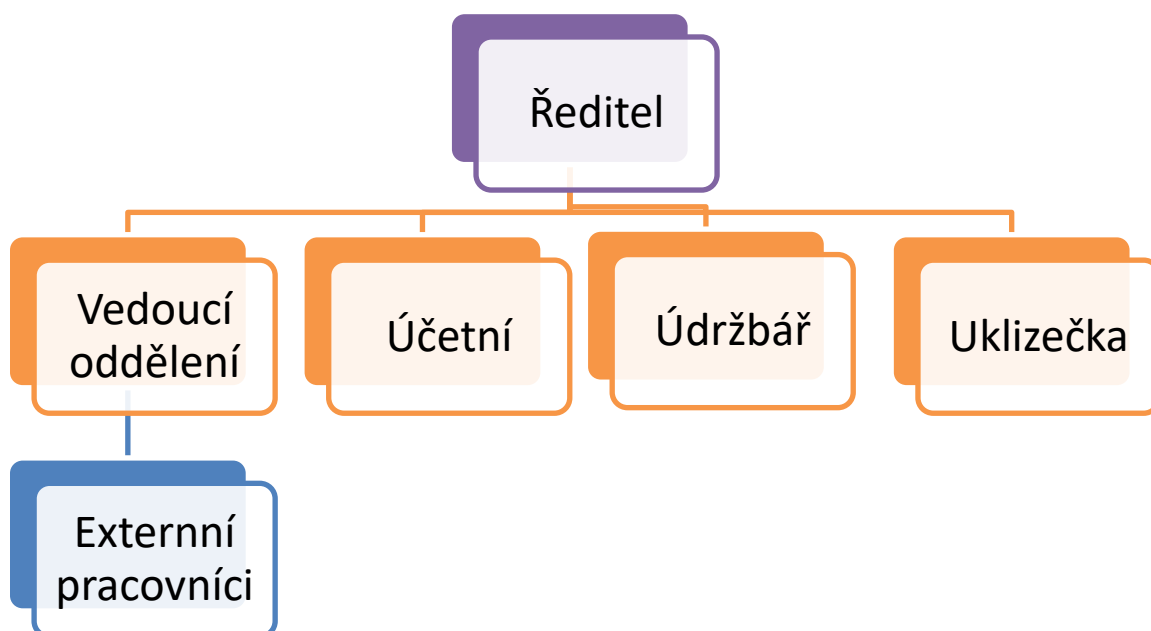 Ředitel
Vedoucí
oddělení
Účetní
Údržbář
Uklizečka
Externní
pracovníci